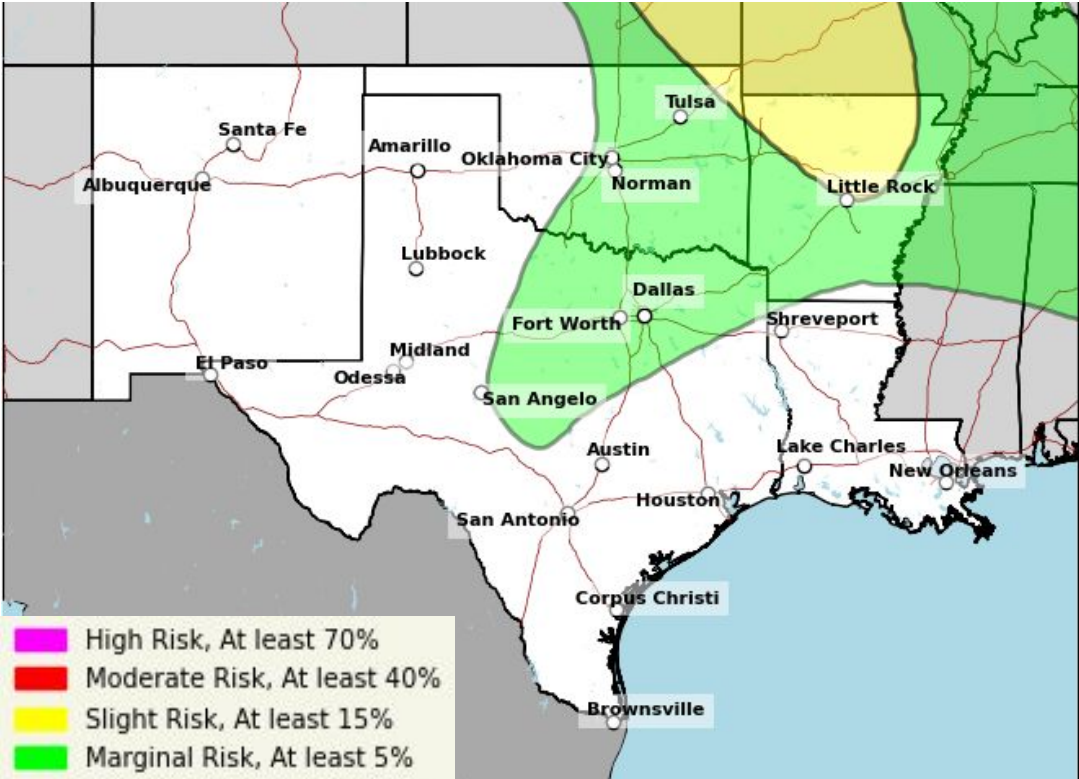 Tulsa
Santa Fe
Amarillo
Oklahoma City
Albuquerque
Norman
Little Rock
Lubbock
Dallas
Fort Worth
Shreveport
Midland
El Paso
Odessa
San Angelo
Austin
Lake Charles
New Orleans
Houston
San Antonio
Corpus Christi
High Risk, At least 70%
Moderate Risk, At least 40%
Slight Risk, At least 15%
Brownsville
Marginal Risk, At least 5%